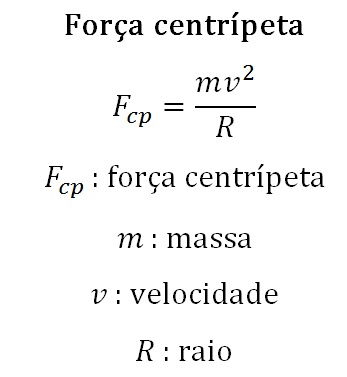 Força centrípeta
F_cp = mv²/R
F_cp : força centrípeta
m : massa
v : velocidade
R : raio